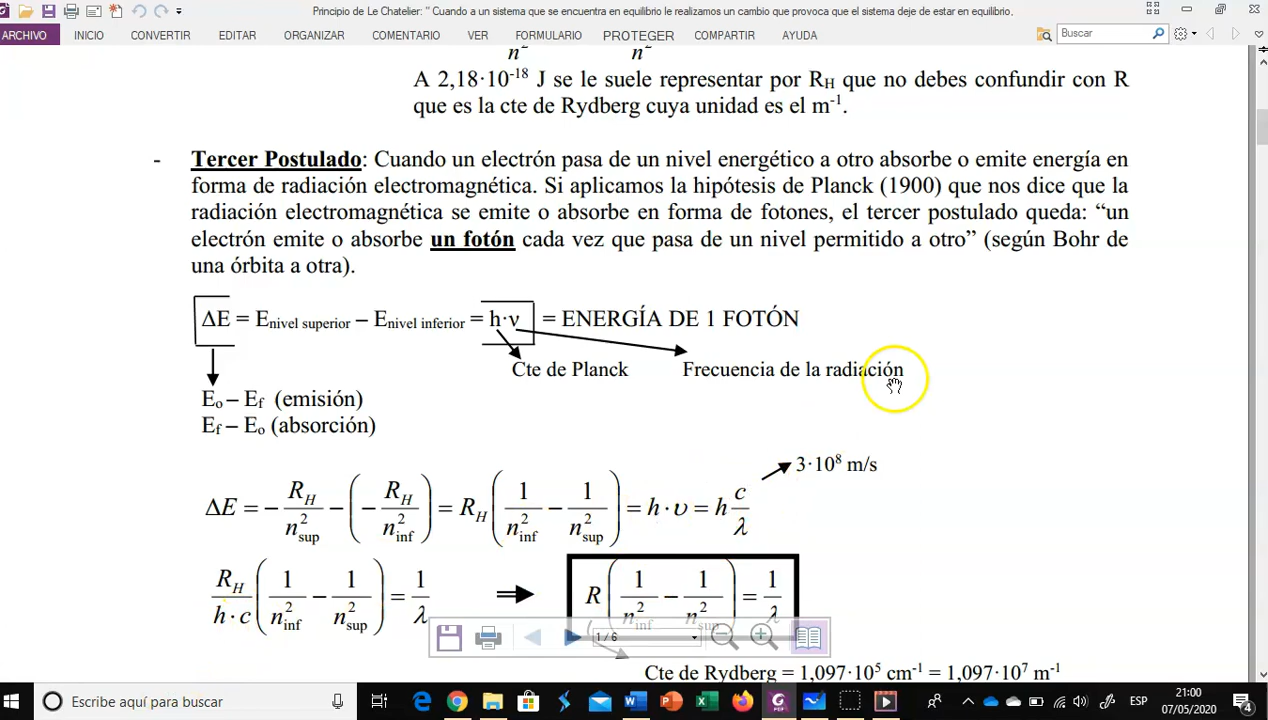 Principio de Le Chatelier: " Cuando a un sistema que se encuentra en equilibrio le realizamos un cambio que provoca que el sistema deje de estar en equilibrio.
ARCHIVO INICIO CONVERTIR EDITAR ORGANIZAR COMENTARIO VER FORMULARIO PROTEGER COMPARTIR AYUDA Buscar
n² n²
A 2,18·10⁻¹⁸ J se le suele representar por R_H que no debes confundir con R
que es la cte de Rydberg cuya unidad es el m⁻¹.
- Tercer Postulado: Cuando un electrón pasa de un nivel energético a otro absorbe o emite energía en
forma de radiación electromagnética. Si aplicamos la hipótesis de Planck (1900) que nos dice que la
radiación electromagnética se emite o absorbe en forma de fotones, el tercer postulado queda: “un
electrón emite o absorbe un fotón cada vez que pasa de un nivel permitido a otro” (según Bohr de
una órbita a otra).
ΔE = E nivel superior – E nivel inferior = h·ν = ENERGÍA DE 1 FOTÓN
Cte de Planck Frecuencia de la radiación
E_o – E_f (emisión)
E_f – E_o (absorción)
3·10⁸ m/s
ΔE = − R_H/n²_sup − (− R_H/n²_inf) = R_H (1/n²_inf − 1/n²_sup) = h·υ = h c/λ
R_H/(h·c) (1/n²_inf − 1/n²_sup) = 1/λ ⇒ R (1/n²_inf − 1/n²_sup) = 1/λ
1 / 6
Cte de Rydberg = 1,097·10⁵ cm⁻¹ = 1,097·10⁷ m⁻¹
Escribe aquí para buscar ESP 21:00
07/05/2020 4